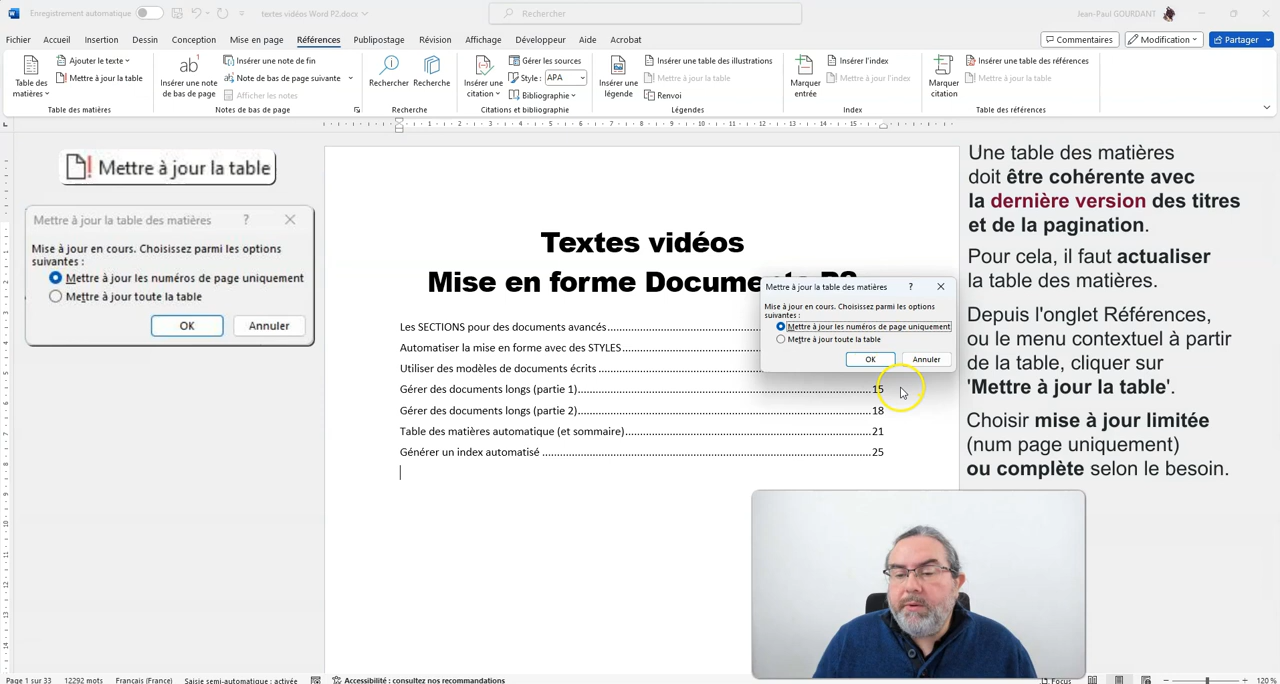 Enregistrement automatique
textes vidéos Word P2.docx
Rechercher
Jean-Paul GOURDANT
Fichier Accueil Insertion Dessin Conception Mise en page Références Publipostage Révision Affichage Développeur Aide Acrobat
Commentaires
Modification
Partager
Table des matières
Ajouter le texte
Mettre à jour la table
Table des matières
Insérer une note de bas de page
Insérer une note de fin
Note de bas de page suivante
Afficher les notes
Notes de bas de page
Rechercher
Recherche
Recherche
Insérer une citation
Gérer les sources
Style : APA
Bibliographie
Citations et bibliographie
Insérer une légende
Insérer une table des illustrations
Mettre à jour la table
Renvoi
Légendes
Marquer entrée
Insérer l'index
Mettre à jour l'index
Index
Marquer citation
Insérer une table des références
Mettre à jour la table
Table des références
Mettre à jour la table
Mettre à jour la table des matières ?
Mise à jour en cours. Choisissez parmi les options
suivantes :
Mettre à jour les numéros de page uniquement
Mettre à jour toute la table
OK
Annuler
Textes vidéos
Mise en forme Documents P2
Les SECTIONS pour des documents avancés
Automatiser la mise en forme avec des STYLES
Utiliser des modèles de documents écrits
Gérer des documents longs (partie 1) 15
Gérer des documents longs (partie 2) 18
Table des matières automatique (et sommaire) 21
Générer un index automatisé 25
Mettre à jour la table des matières ?
Mise à jour en cours. Choisissez parmi les options
suivantes :
Mettre à jour les numéros de page uniquement
Mettre à jour toute la table
OK
Annuler
Une table des matières
doit être cohérente avec
la dernière version des titres
et de la pagination.
Pour cela, il faut actualiser
la table des matières.
Depuis l'onglet Références,
ou le menu contextuel à partir
de la table, cliquer sur
'Mettre à jour la table'.
Choisir mise à jour limitée
(num page uniquement)
ou complète selon le besoin.
Page 1 sur 33 12292 mots Français (France) Saisie semi-automatique : activée Accessibilité : consultez nos recommandations
Focus
120 %